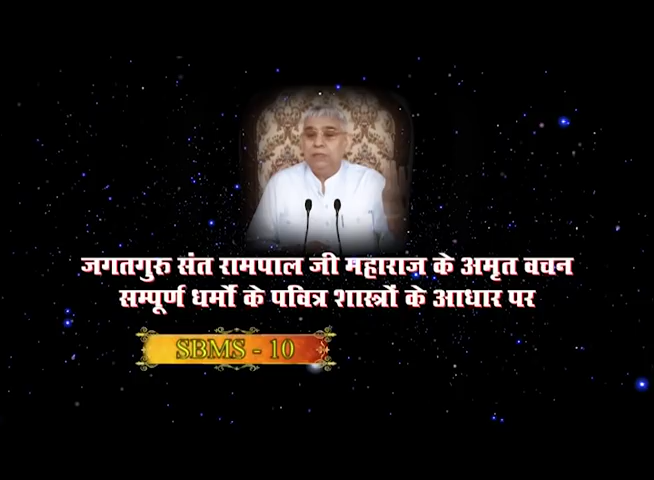 जगतगुरु संत रामपाल जी महाराज के अमृत वचन
सम्पूर्ण धर्मो के पवित्र शास्त्रों के आधार पर
SBMS - 10